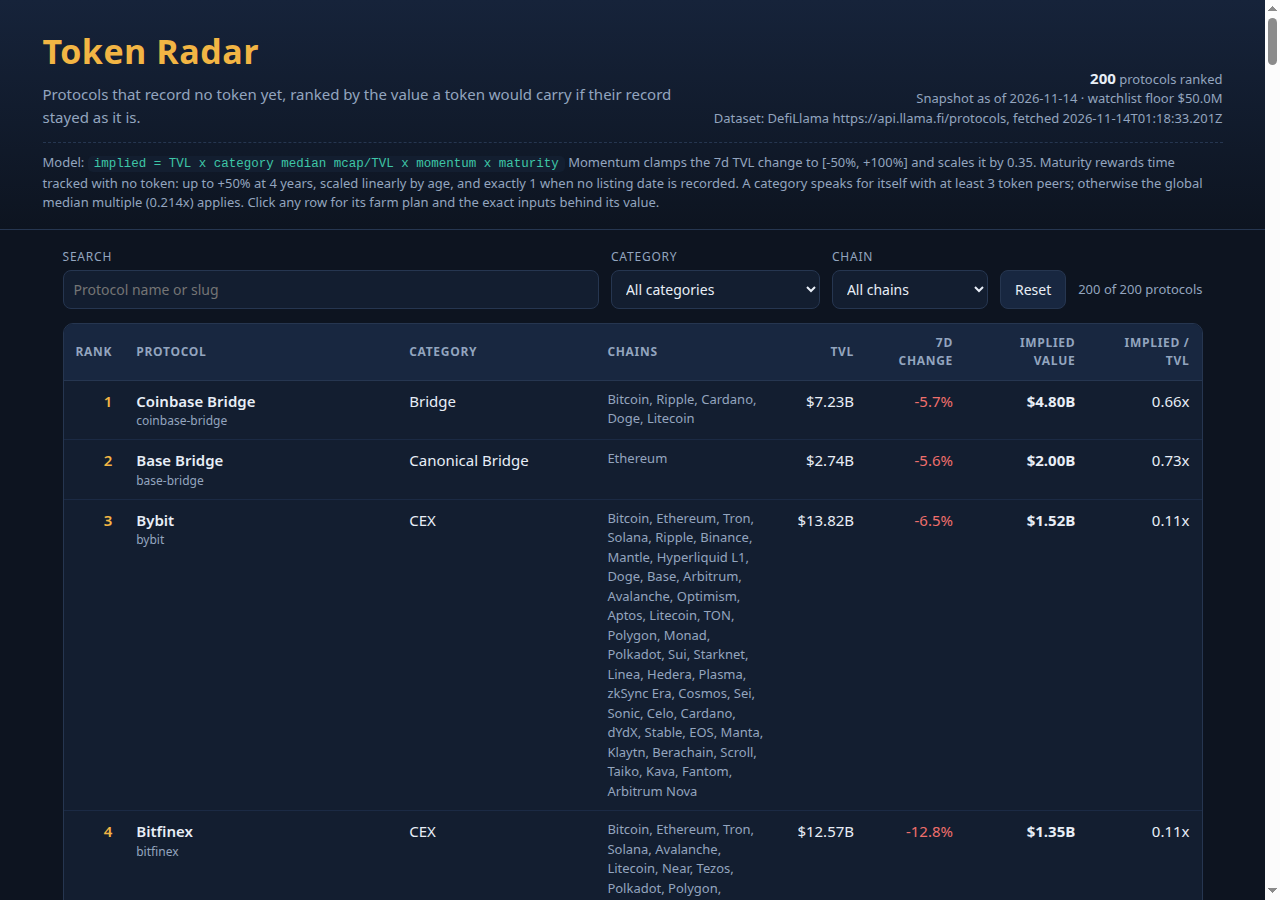 Token Radar
Protocols that record no token yet, ranked by the value a token would carry if their record
stayed as it is.
200 protocols ranked
Snapshot as of 2026-11-14 · watchlist floor $50.0M
Dataset: DefiLlama https://api.llama.fi/protocols, fetched 2026-11-14T01:18:33.201Z
Model: implied = TVL x category median mcap/TVL x momentum x maturity Momentum clamps the 7d TVL change to [-50%, +100%] and scales it by 0.35. Maturity rewards time
tracked with no token: up to +50% at 4 years, scaled linearly by age, and exactly 1 when no listing date is recorded. A category speaks for itself with at least 3 token peers; otherwise the global
median multiple (0.214x) applies. Click any row for its farm plan and the exact inputs behind its value.
SEARCH
CATEGORY
CHAIN
Protocol name or slug
All categories
All chains
Reset
200 of 200 protocols
RANK
PROTOCOL
CATEGORY
CHAINS
TVL
7D
CHANGE
IMPLIED
VALUE
IMPLIED /
TVL
1
Coinbase Bridge
coinbase-bridge
Bridge
Bitcoin, Ripple, Cardano,
Doge, Litecoin
$7.23B
-5.7%
$4.80B
0.66x
2
Base Bridge
base-bridge
Canonical Bridge
Ethereum
$2.74B
-5.6%
$2.00B
0.73x
3
Bybit
bybit
CEX
Bitcoin, Ethereum, Tron,
Solana, Ripple, Binance,
Mantle, Hyperliquid L1,
Doge, Base, Arbitrum,
Avalanche, Optimism,
Aptos, Litecoin, TON,
Polygon, Monad,
Polkadot, Sui, Starknet,
Linea, Hedera, Plasma,
zkSync Era, Cosmos, Sei,
Sonic, Celo, Cardano,
dYdX, Stable, EOS, Manta,
Klaytn, Berachain, Scroll,
Taiko, Kava, Fantom,
Arbitrum Nova
$13.82B
-6.5%
$1.52B
0.11x
4
Bitfinex
bitfinex
CEX
Bitcoin, Ethereum, Tron,
Solana, Avalanche,
Litecoin, Near, Tezos,
Polkadot, Polygon,
$12.57B
-12.8%
$1.35B
0.11x